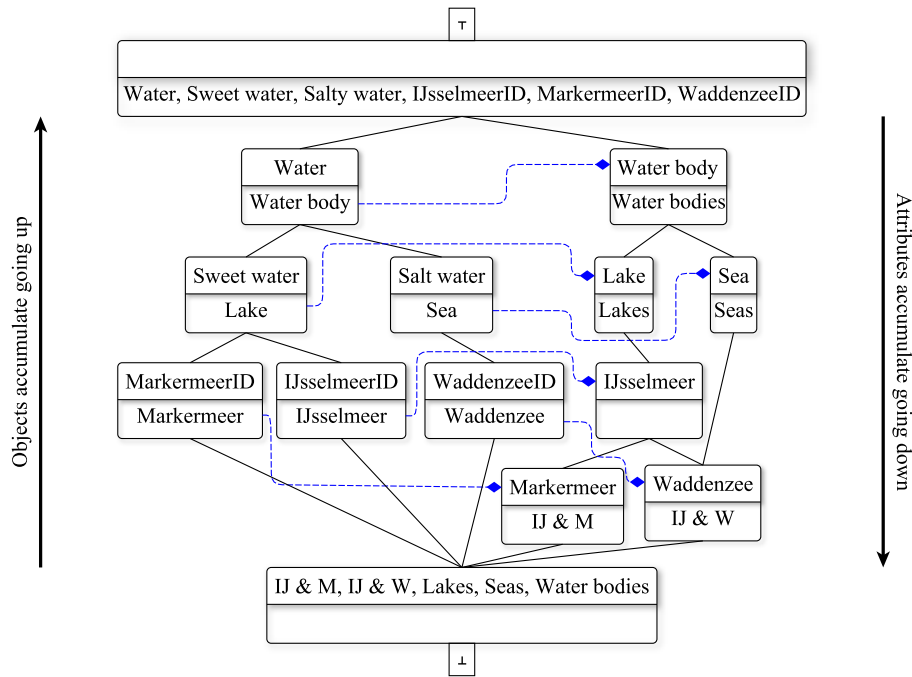 ⊤
Water, Sweet water, Salty water, IJsselmeerID, MarkermeerID, WaddenzeeID
Water
Water body
Water body
Water bodies
Sweet water
Lake
Salt water
Sea
Lake
Lakes
Sea
Seas
MarkermeerID
Markermeer
IJsselmeerID
IJsselmeer
WaddenzeeID
Waddenzee
IJsselmeer
Markermeer
IJ & M
Waddenzee
IJ & W
IJ & M, IJ & W, Lakes, Seas, Water bodies
⊥
Objects accumulate going up
Attributes accumulate going down